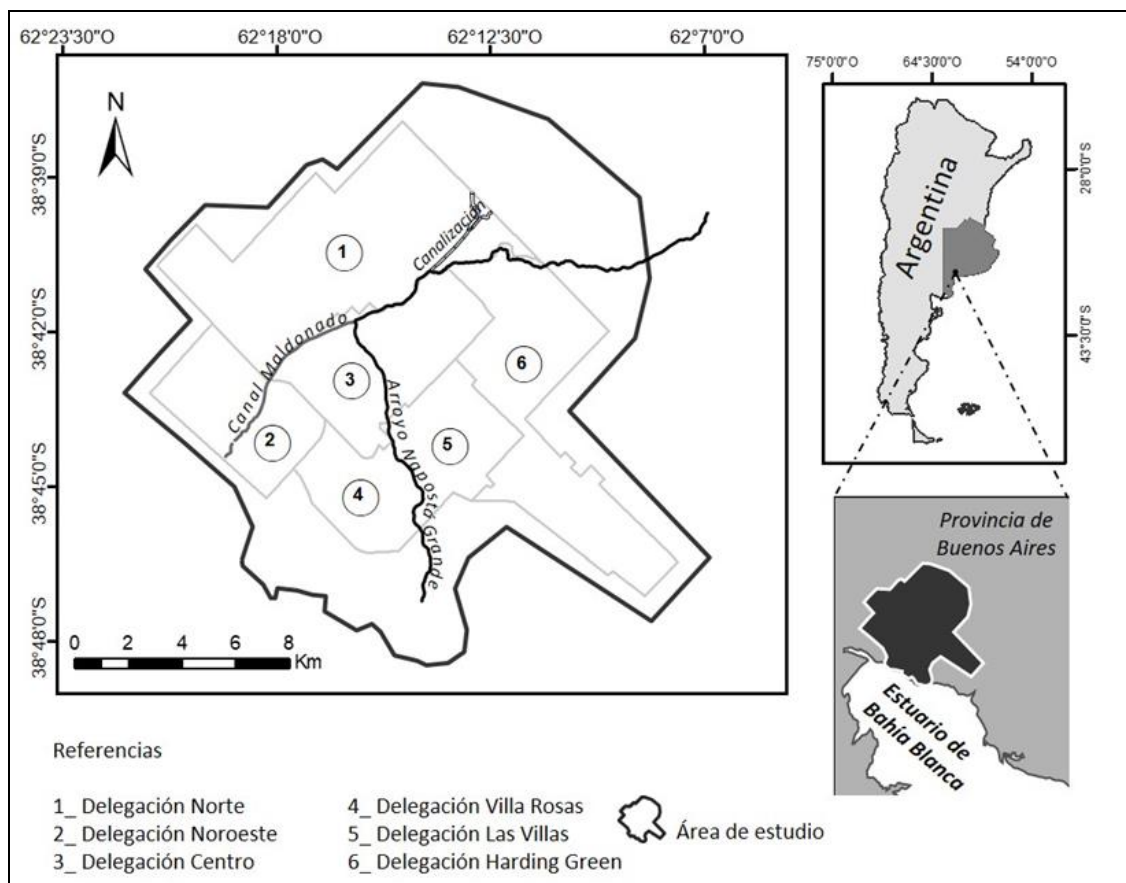 62°23'30"O
62°18'0"O
62°12'30"O
62°7'0"O
N
38°39'0"S
38°42'0"S
38°45'0"S
38°48'0"S
Canalización
Canal Maldonado
Arroyo Napostá Grande
1
2
3
4
5
6
0 2 4 6 8
Km
75°0'0"O
64°30'0"O
54°0'0"O
28°0'0"S
43°30'0"S
Argentina
Provincia de
Buenos Aires
Estuario de
Bahía Blanca
Referencias
1_ Delegación Norte
2_ Delegación Noroeste
3_ Delegación Centro
4_ Delegación Villa Rosas
5_ Delegación Las Villas
6_ Delegación Harding Green
Área de estudio